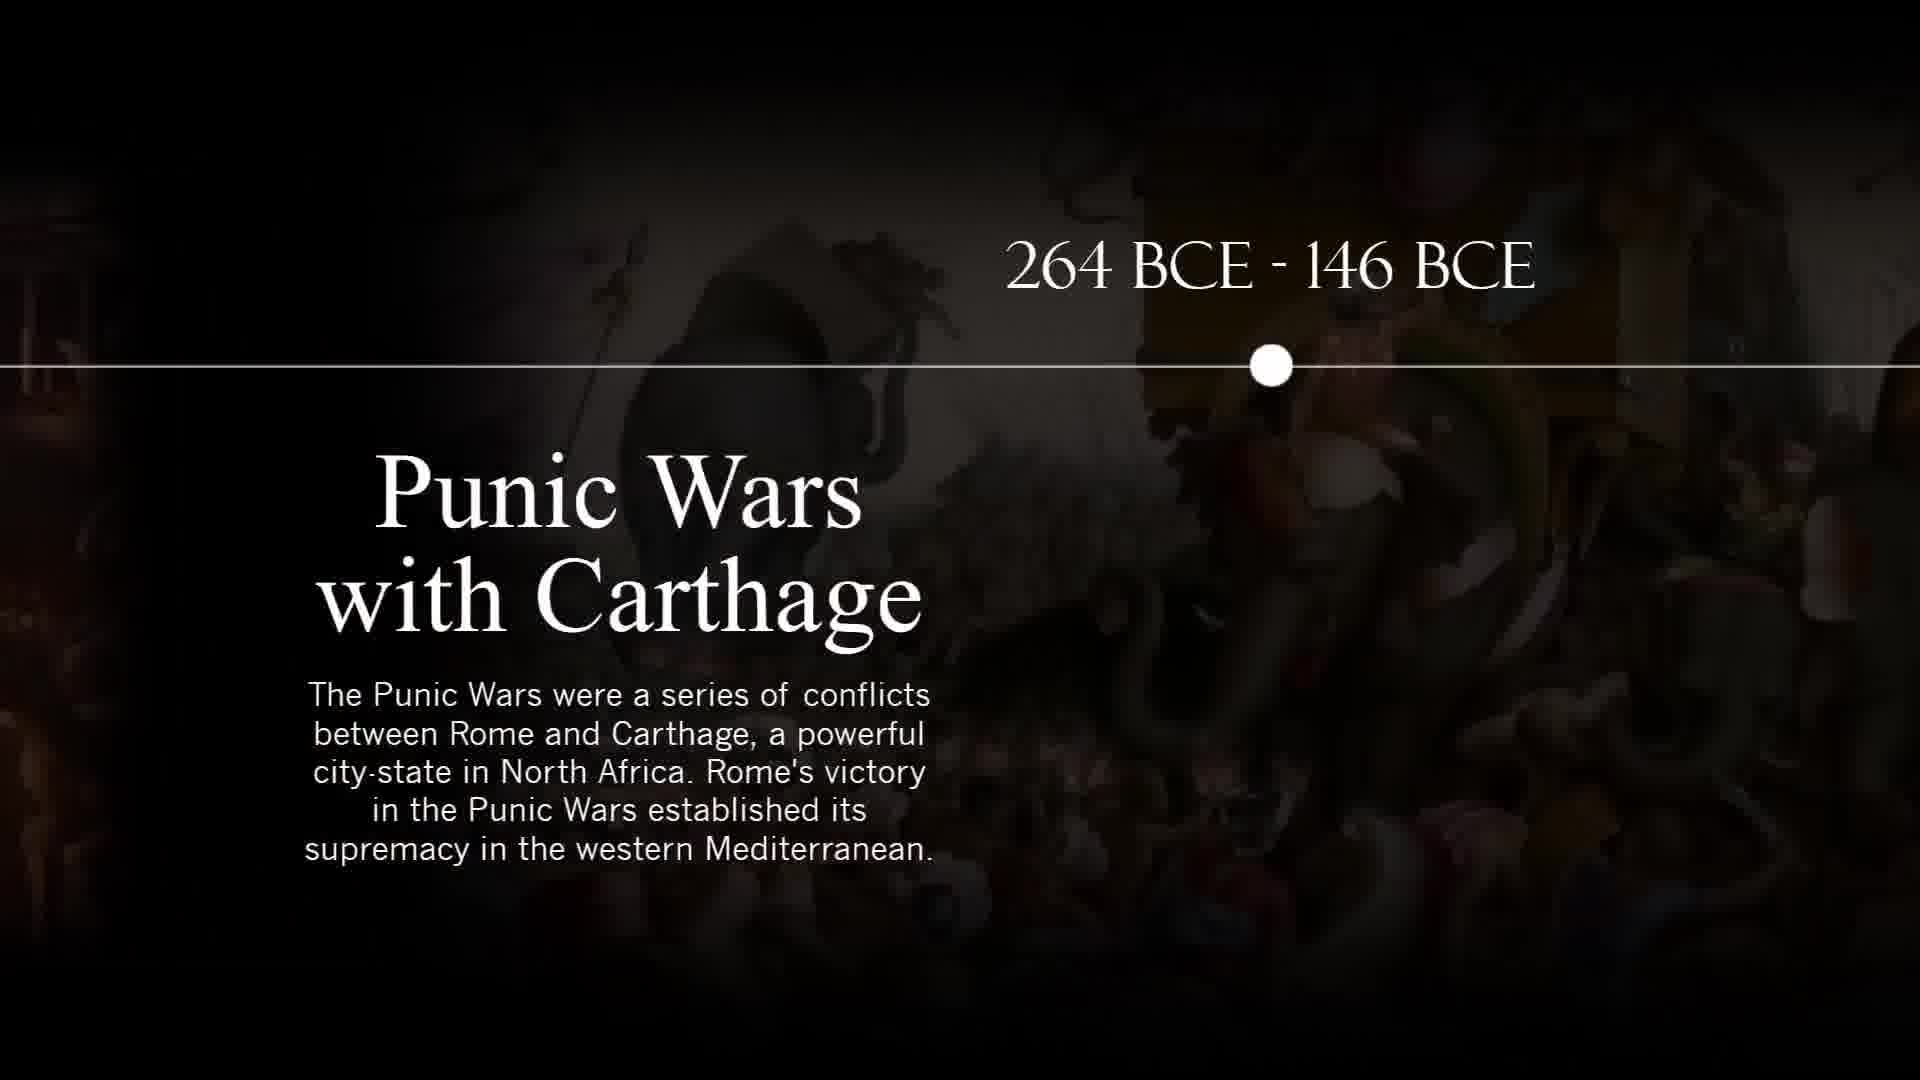 264 BCE - 146 BCE
Punic Wars
with Carthage
The Punic Wars were a series of conflicts
between Rome and Carthage, a powerful
city-state in North Africa. Rome's victory
in the Punic Wars established its
supremacy in the western Mediterranean.